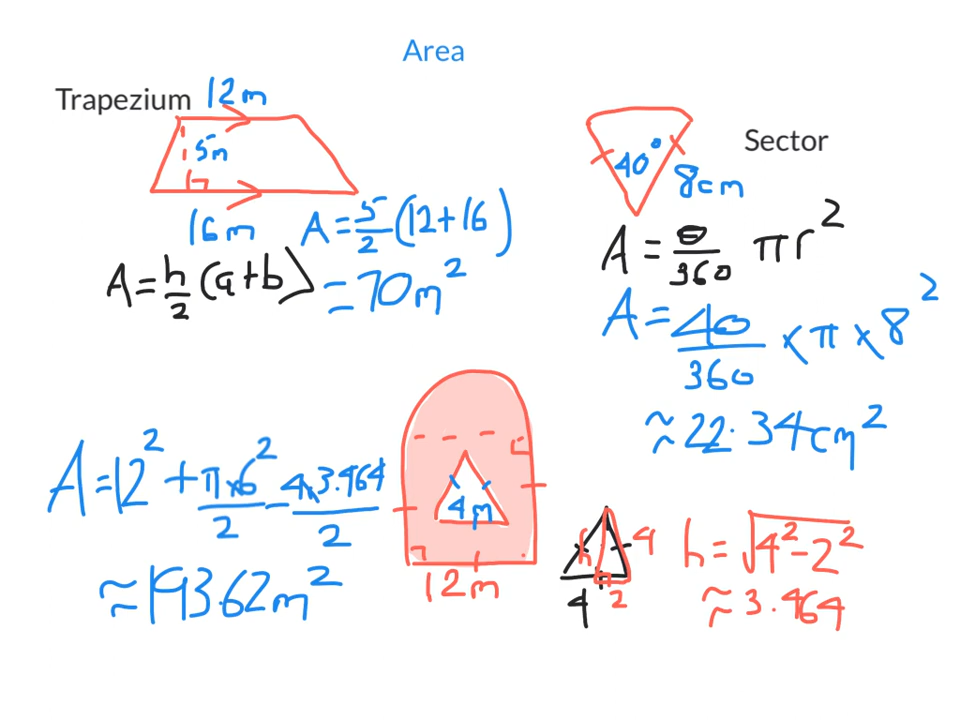 Area
Trapezium
12m
5m
16m
A = h/2 (a+b)
A = 5/2 (12+16)
= 70m²
Sector
40°
8cm
A = θ/360 πr²
A = 40/360 × π × 8²
≈ 22.34cm²
A = 12² + π×6²/2 - 4×3.464/2
≈ 193.62m²
4m
12m
h
4
4
2
h = √4²-2²
≈ 3.464